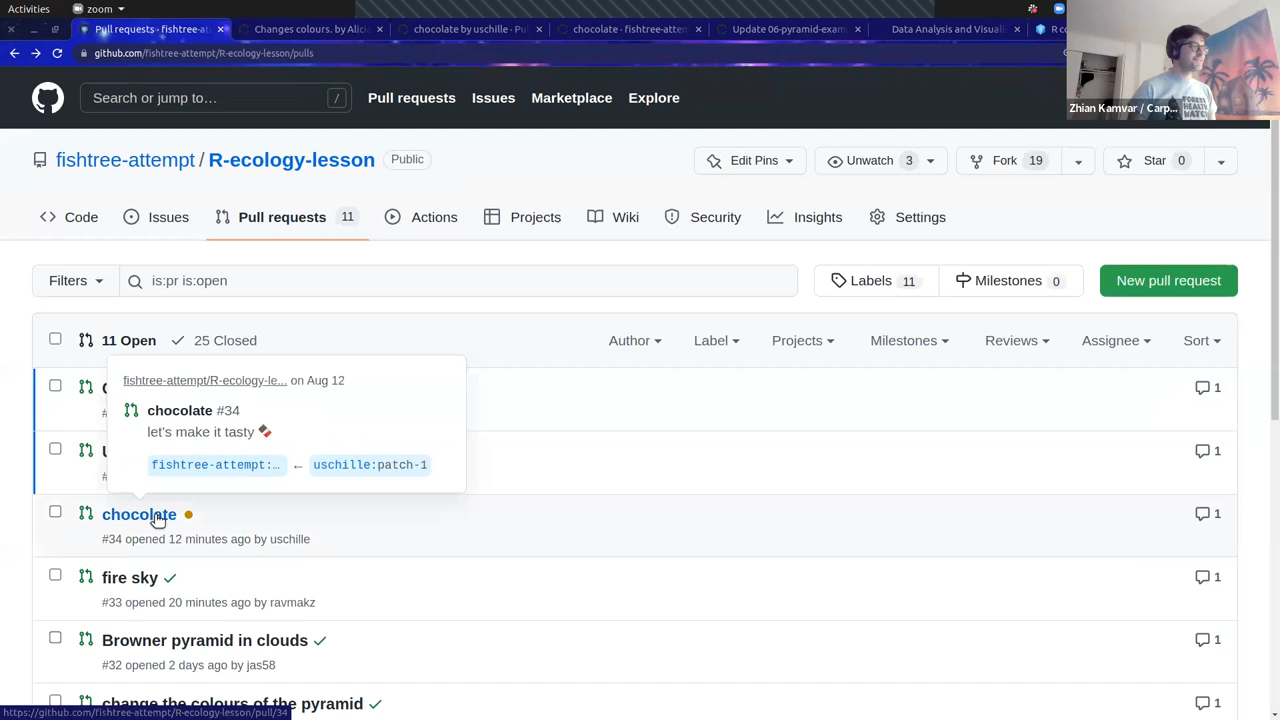 Activities zoom
Pull requests · fishtree-at
Changes colours. by Alicia
chocolate by uschille · Pu
chocolate · fishtree-attem
Update 06-pyramid-exam
Data Analysis and Visuali
github.com/fishtree-attempt/R-ecology-lesson/pulls
Zhian Kamvar / Carp...
FOREST
HEALTH
WATCH
Search or jump to… /
Pull requests Issues Marketplace Explore
fishtree-attempt / R-ecology-lesson Public
Edit Pins Unwatch 3 Fork 19 Star 0
Code Issues Pull requests 11 Actions Projects Wiki Security Insights Settings
Filters is:pr is:open Labels 11 Milestones 0 New pull request
11 Open 25 Closed Author Label Projects Milestones Reviews Assignee Sort
fishtree-attempt/R-ecology-le... on Aug 12
1
chocolate #34
let's make it tasty 🍫
1
fishtree-attempt:… ← uschille:patch-1
chocolate 1
#34 opened 12 minutes ago by uschille
fire sky 1
#33 opened 20 minutes ago by ravmakz
Browner pyramid in clouds 1
#32 opened 2 days ago by jas58
change the colours of the pyramid 1
https://github.com/fishtree-attempt/R-ecology-lesson/pull/34